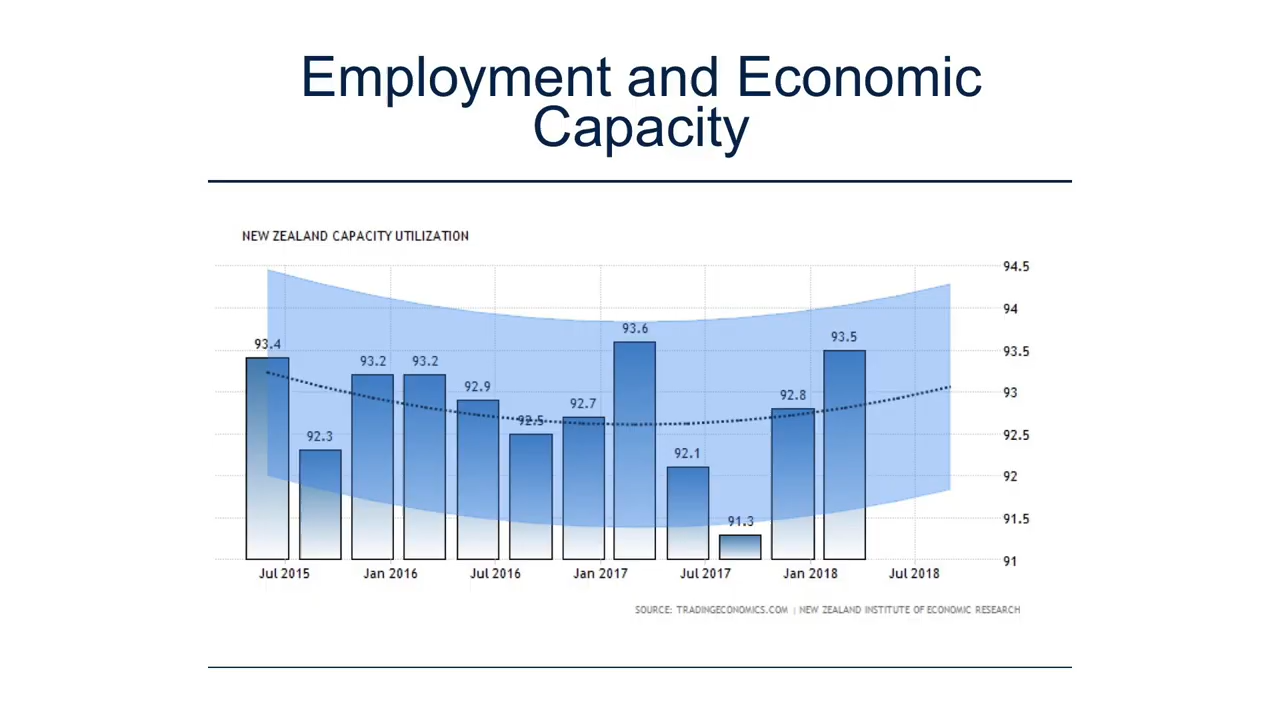 Employment and Economic
Capacity
NEW ZEALAND CAPACITY UTILIZATION
94.5
94
93.5
93
92.5
92
91.5
91
93.4
92.3
93.2
93.2
92.9
92.5
92.7
93.6
92.1
91.3
92.8
93.5
Jul 2015
Jan 2016
Jul 2016
Jan 2017
Jul 2017
Jan 2018
Jul 2018
SOURCE: TRADINGECONOMICS.COM | NEW ZEALAND INSTITUTE OF ECONOMIC RESEARCH